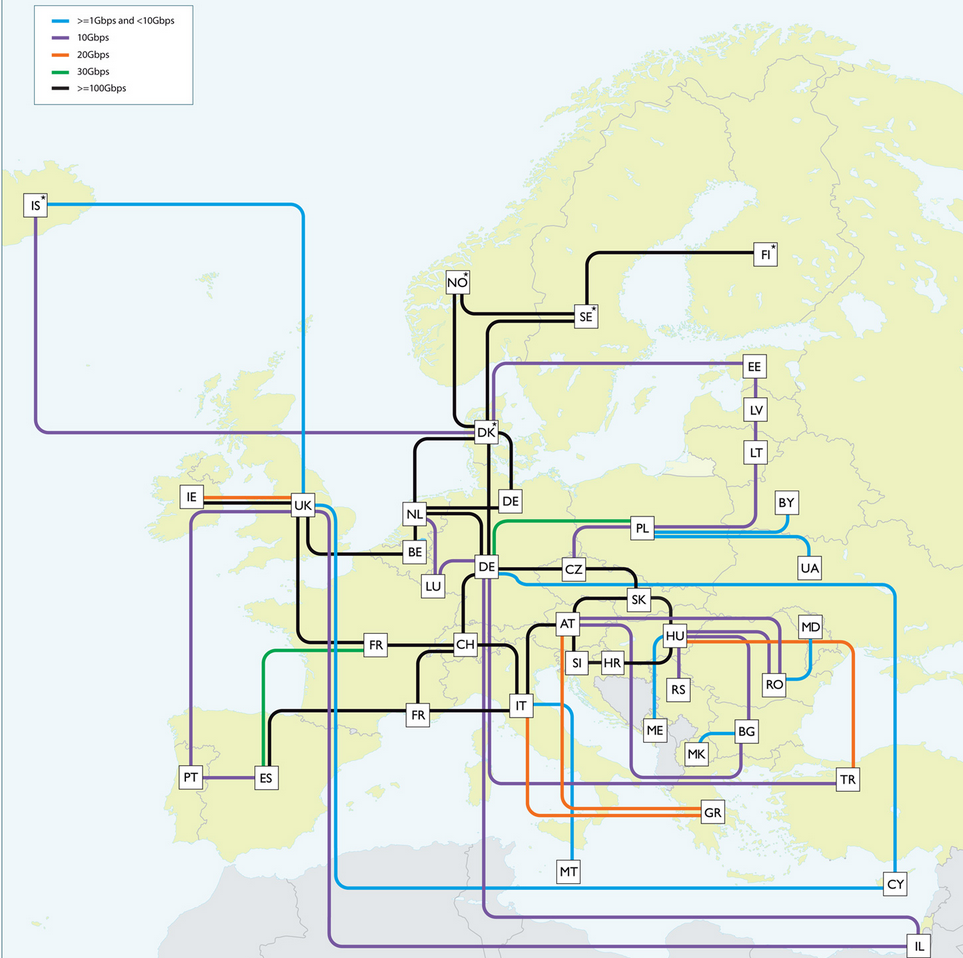 >=1Gbps and <10Gbps
10Gbps
20Gbps
30Gbps
>=100Gbps
IS*
FI*
NO*
SE*
EE
LV
DK*
LT
IE
UK
DE
BY
NL
PL
BE
DE
CZ
UA
LU
SK
AT
MD
HU
FR
CH
SI
HR
RO
RS
IT
FR
ME
BG
MK
PT
ES
TR
GR
MT
CY
IL